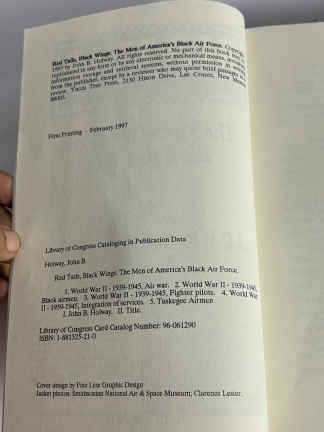 Red Tails, Black Wings: The Men of America's Black Air Force. Copyright
1997 by John B. Holway. All rights reserved. No part of this book may be
reproduced in any form or by any electronic or mechanical means,
information storage and retrieval systems, without permission in
from the publisher, except by a reviewer who may quote brief passages in a
review. Yucca Tree Press, 2130 Hixon Drive, Las Cruces, New Mexico
88005.
First Printing - February 1997
Library of Congress Cataloging in Publication Data
Holway, John B.
Red Tails, Black Wings: The Men of America's Black Air Force.
1. World War II - 1939-1945, Air war. 2. World War II - 1939-1945,
Black airmen. 3. World War II - 1939-1945, Fighter pilots. 4. World War
II - 1939-1945, Integration of services. 5. Tuskegee Airmen
I. John B. Holway. II. Title.
Library of Congress Card Catalog Number: 96-061290
ISBN: 1-881325-21-0
Cover design by Fine Line Graphic Design
Jacket photos: Smithsonian National Air & Space Museum; Clarence Lester.